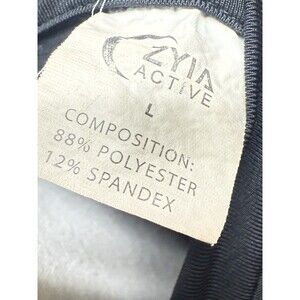 ZYIA
ACTIVE
L
COMPOSITION:
88% POLYESTER
12% SPANDEX